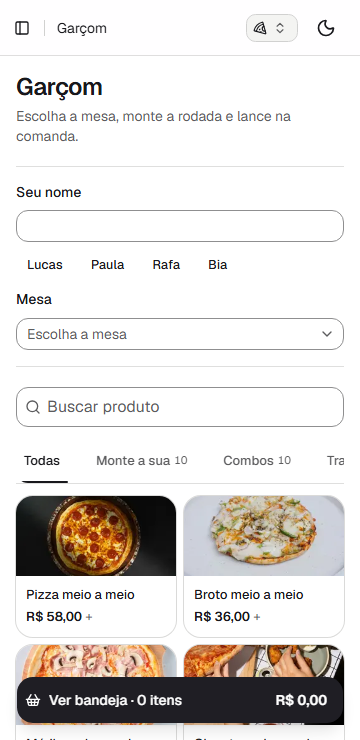 Garçom
Garçom
Escolha a mesa, monte a rodada e lance na
comanda.
Seu nome
Lucas Paula Rafa Bia
Mesa
Escolha a mesa
Buscar produto
Todas Monte a sua 10 Combos 10 Tra
Pizza meio a meio Broto meio a meio
R$ 58,00 + R$ 36,00 +
Ver bandeja · 0 itens R$ 0,00